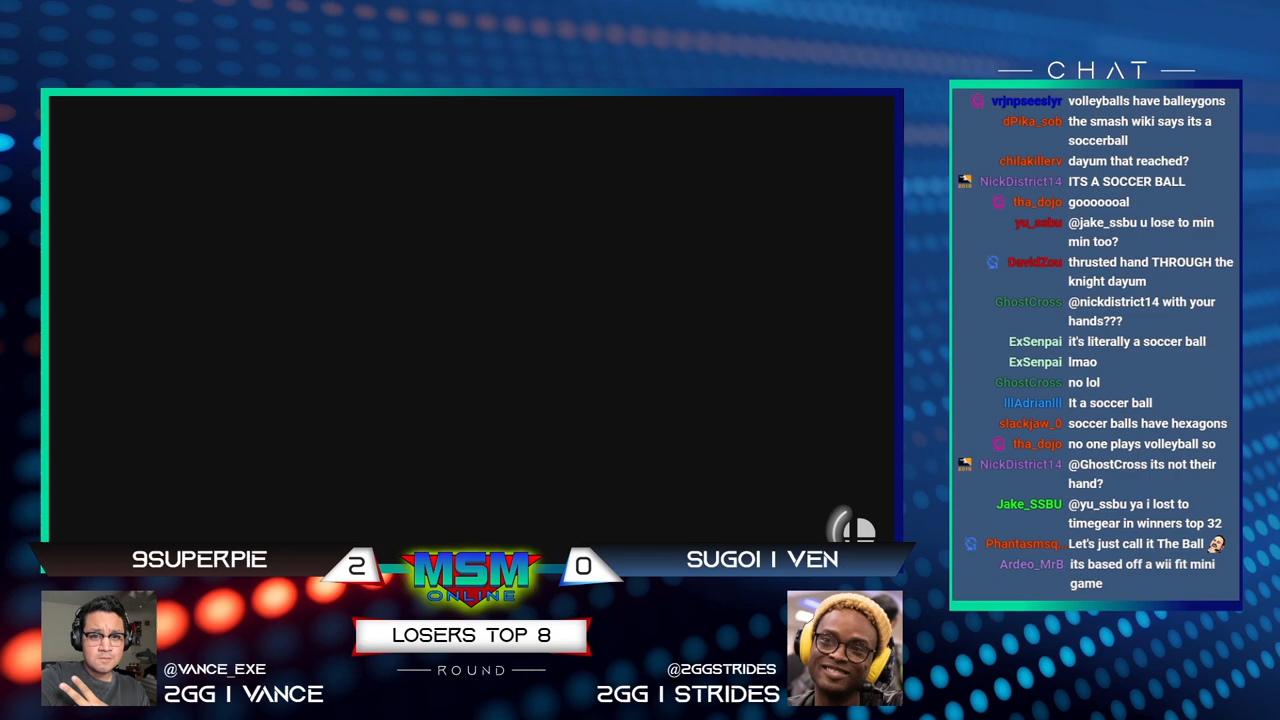 CHAT
vrjnpseeslyr volleyballs have balleygons
dPika_sob the smash wiki says its a
soccerball
chilakillerv dayum that reached?
NickDistrict14 ITS A SOCCER BALL
tha_dojo gooooooal
yu_ssbu @jake_ssbu u lose to min
min too?
DavidZou thrusted hand THROUGH the
knight dayum
GhostCross @nickdistrict14 with your
hands???
ExSenpai it's literally a soccer ball
ExSenpai lmao
GhostCross no lol
lllAdrianlll It a soccer ball
slackjaw_0 soccer balls have hexagons
tha_dojo no one plays volleyball so
NickDistrict14 @GhostCross its not their
hand?
Jake_SSBU @yu_ssbu ya i lost to
timegear in winners top 32
Phantasmsq. Let's just call it The Ball
Ardeo_MrB its based off a wii fit mini
game
9SUPERPIE 2 MSM ONLINE 0 SUGOI | VEN
LOSERS TOP 8
ROUND
@VANCE_EXE
2GG | VANCE
@2GGSTRIDES
2GG | STRIDES